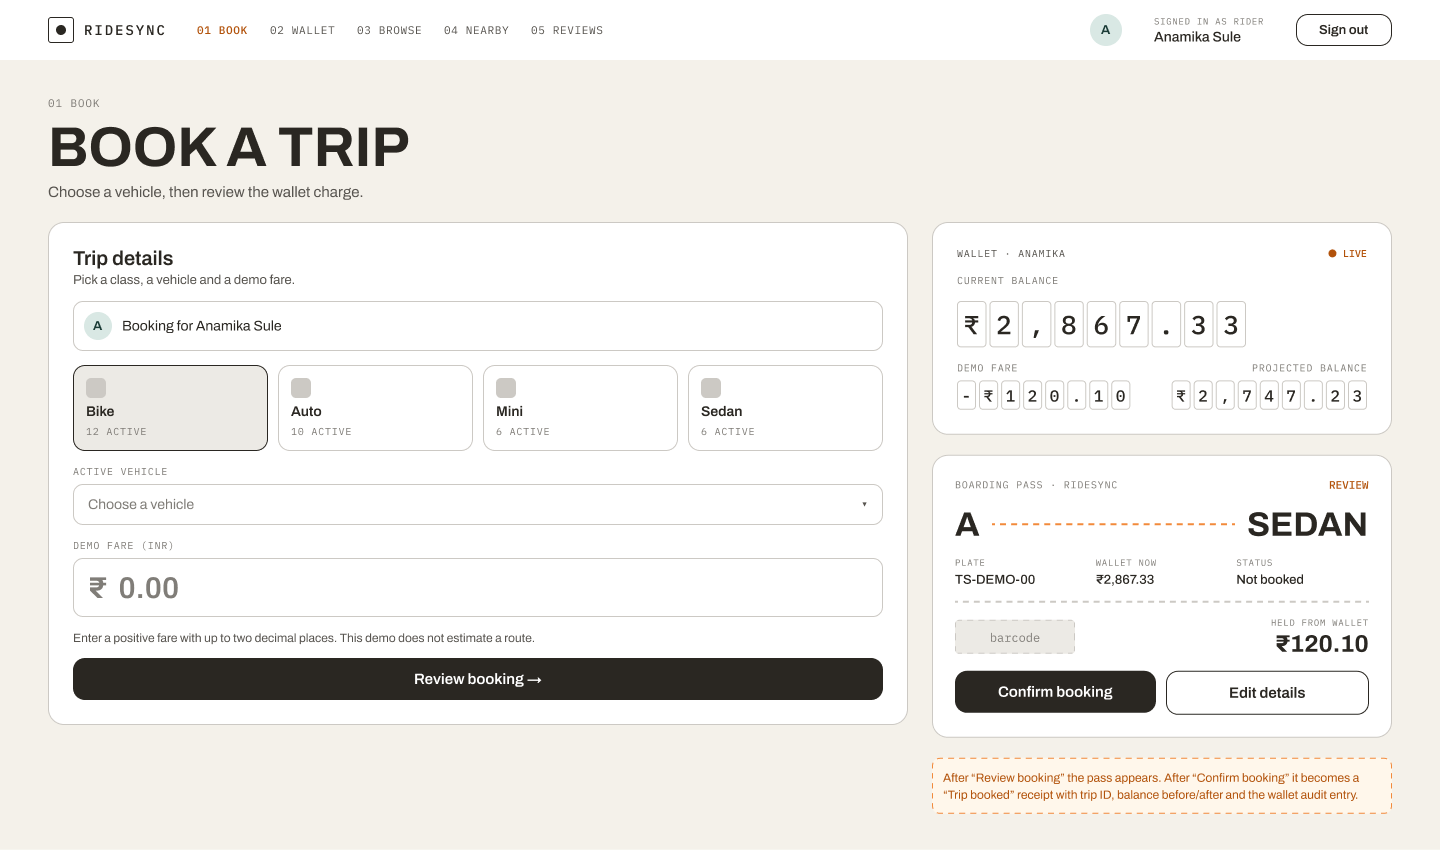 RIDESYNC
01 BOOK
02 WALLET
03 BROWSE
04 NEARBY
05 REVIEWS
A
SIGNED IN AS RIDER
Anamika Sule
Sign out
01 BOOK
BOOK A TRIP
Choose a vehicle, then review the wallet charge.
Trip details
Pick a class, a vehicle and a demo fare.
A
Booking for Anamika Sule
Bike
12 ACTIVE
Auto
10 ACTIVE
Mini
6 ACTIVE
Sedan
6 ACTIVE
ACTIVE VEHICLE
Choose a vehicle
DEMO FARE (INR)
₹ 0.00
Enter a positive fare with up to two decimal places. This demo does not estimate a route.
Review booking →
WALLET · ANAMIKA
LIVE
CURRENT BALANCE
₹2,867.33
DEMO FARE
-₹120.10
PROJECTED BALANCE
₹2,747.23
BOARDING PASS · RIDESYNC
REVIEW
A
SEDAN
PLATE
TS-DEMO-00
WALLET NOW
₹2,867.33
STATUS
Not booked
barcode
HELD FROM WALLET
₹120.10
Confirm booking
Edit details
After “Review booking” the pass appears. After “Confirm booking” it becomes a
“Trip booked” receipt with trip ID, balance before/after and the wallet audit entry.